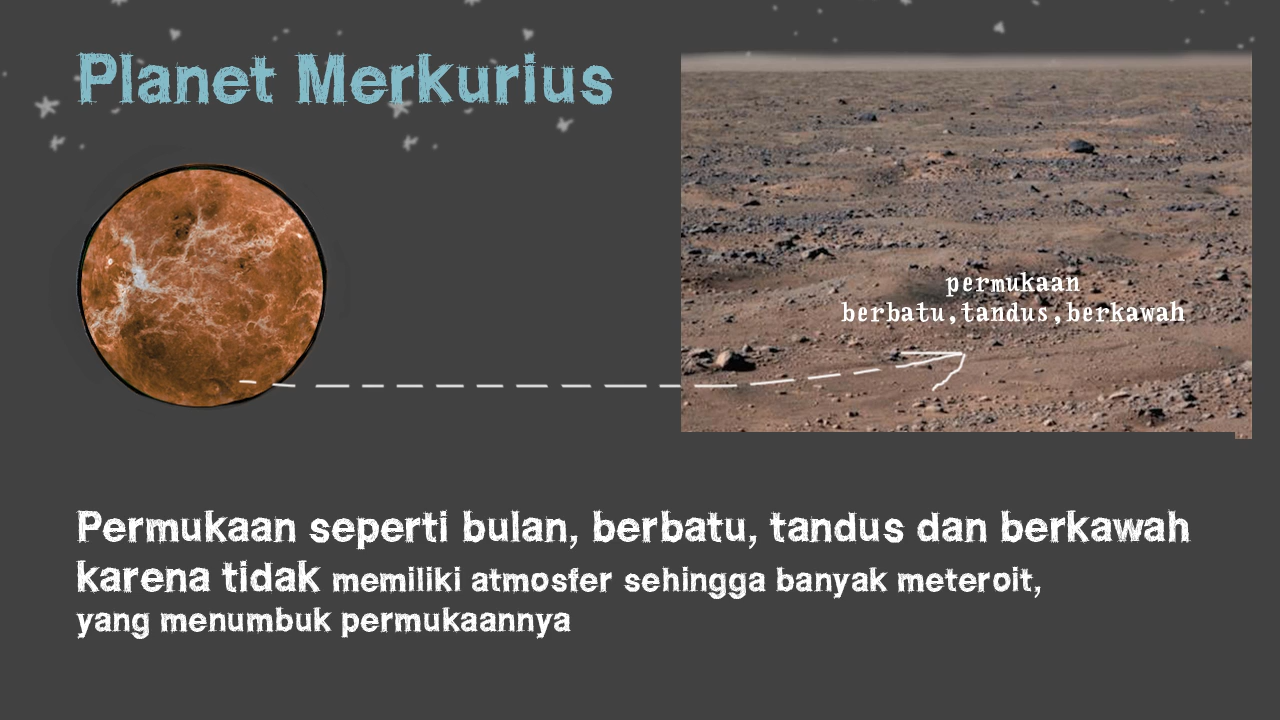 Planet Merkurius
permukaan
berbatu,tandus,berkawah
Permukaan seperti bulan, berbatu, tandus dan berkawah
karena tidak memiliki atmosfer sehingga banyak meteroit,
yang menumbuk permukaannya